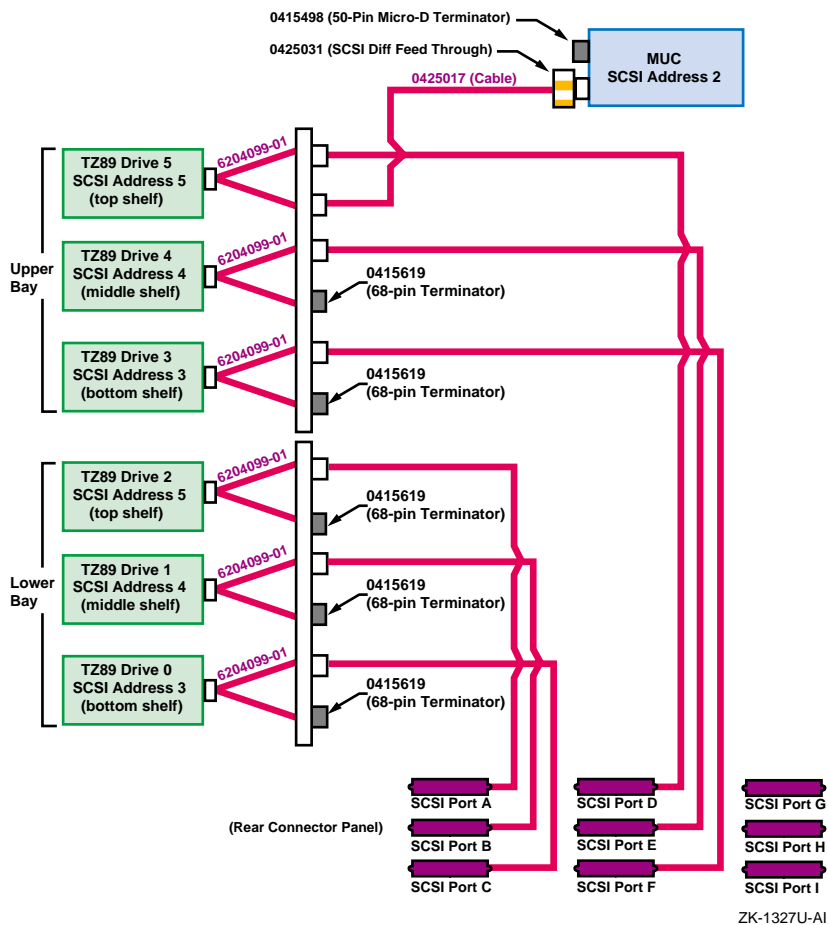 0415498 (50-Pin Micro-D Terminator)
0425031 (SCSI Diff Feed Through)
MUC
SCSI Address 2
0425017 (Cable)
Upper
Bay
TZ89 Drive 5
SCSI Address 5
(top shelf)
6204099-01
TZ89 Drive 4
SCSI Address 4
(middle shelf)
6204099-01
0415619
(68-pin Terminator)
TZ89 Drive 3
SCSI Address 3
(bottom shelf)
6204099-01
0415619
(68-pin Terminator)
Lower
Bay
TZ89 Drive 2
SCSI Address 5
(top shelf)
6204099-01
0415619
(68-pin Terminator)
TZ89 Drive 1
SCSI Address 4
(middle shelf)
6204099-01
0415619
(68-pin Terminator)
TZ89 Drive 0
SCSI Address 3
(bottom shelf)
6204099-01
0415619
(68-pin Terminator)
(Rear Connector Panel)
SCSI Port A
SCSI Port B
SCSI Port C
SCSI Port D
SCSI Port E
SCSI Port F
SCSI Port G
SCSI Port H
SCSI Port I
ZK-1327U-AI